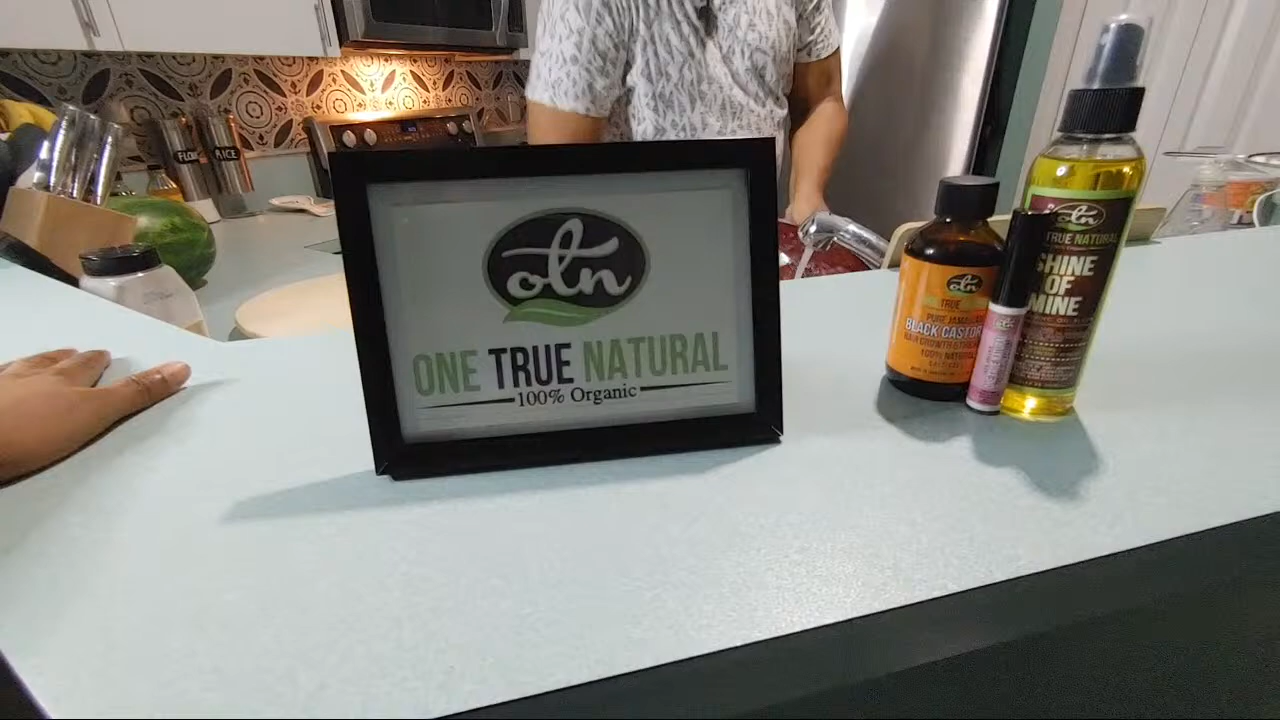 RICE
otn
ONE TRUE NATURAL
100% Organic
otn
TRUE
BLACK CASTOR
100% NATURAL
otn
otn
TRUE NATURAL
SHINE
OF
MINE